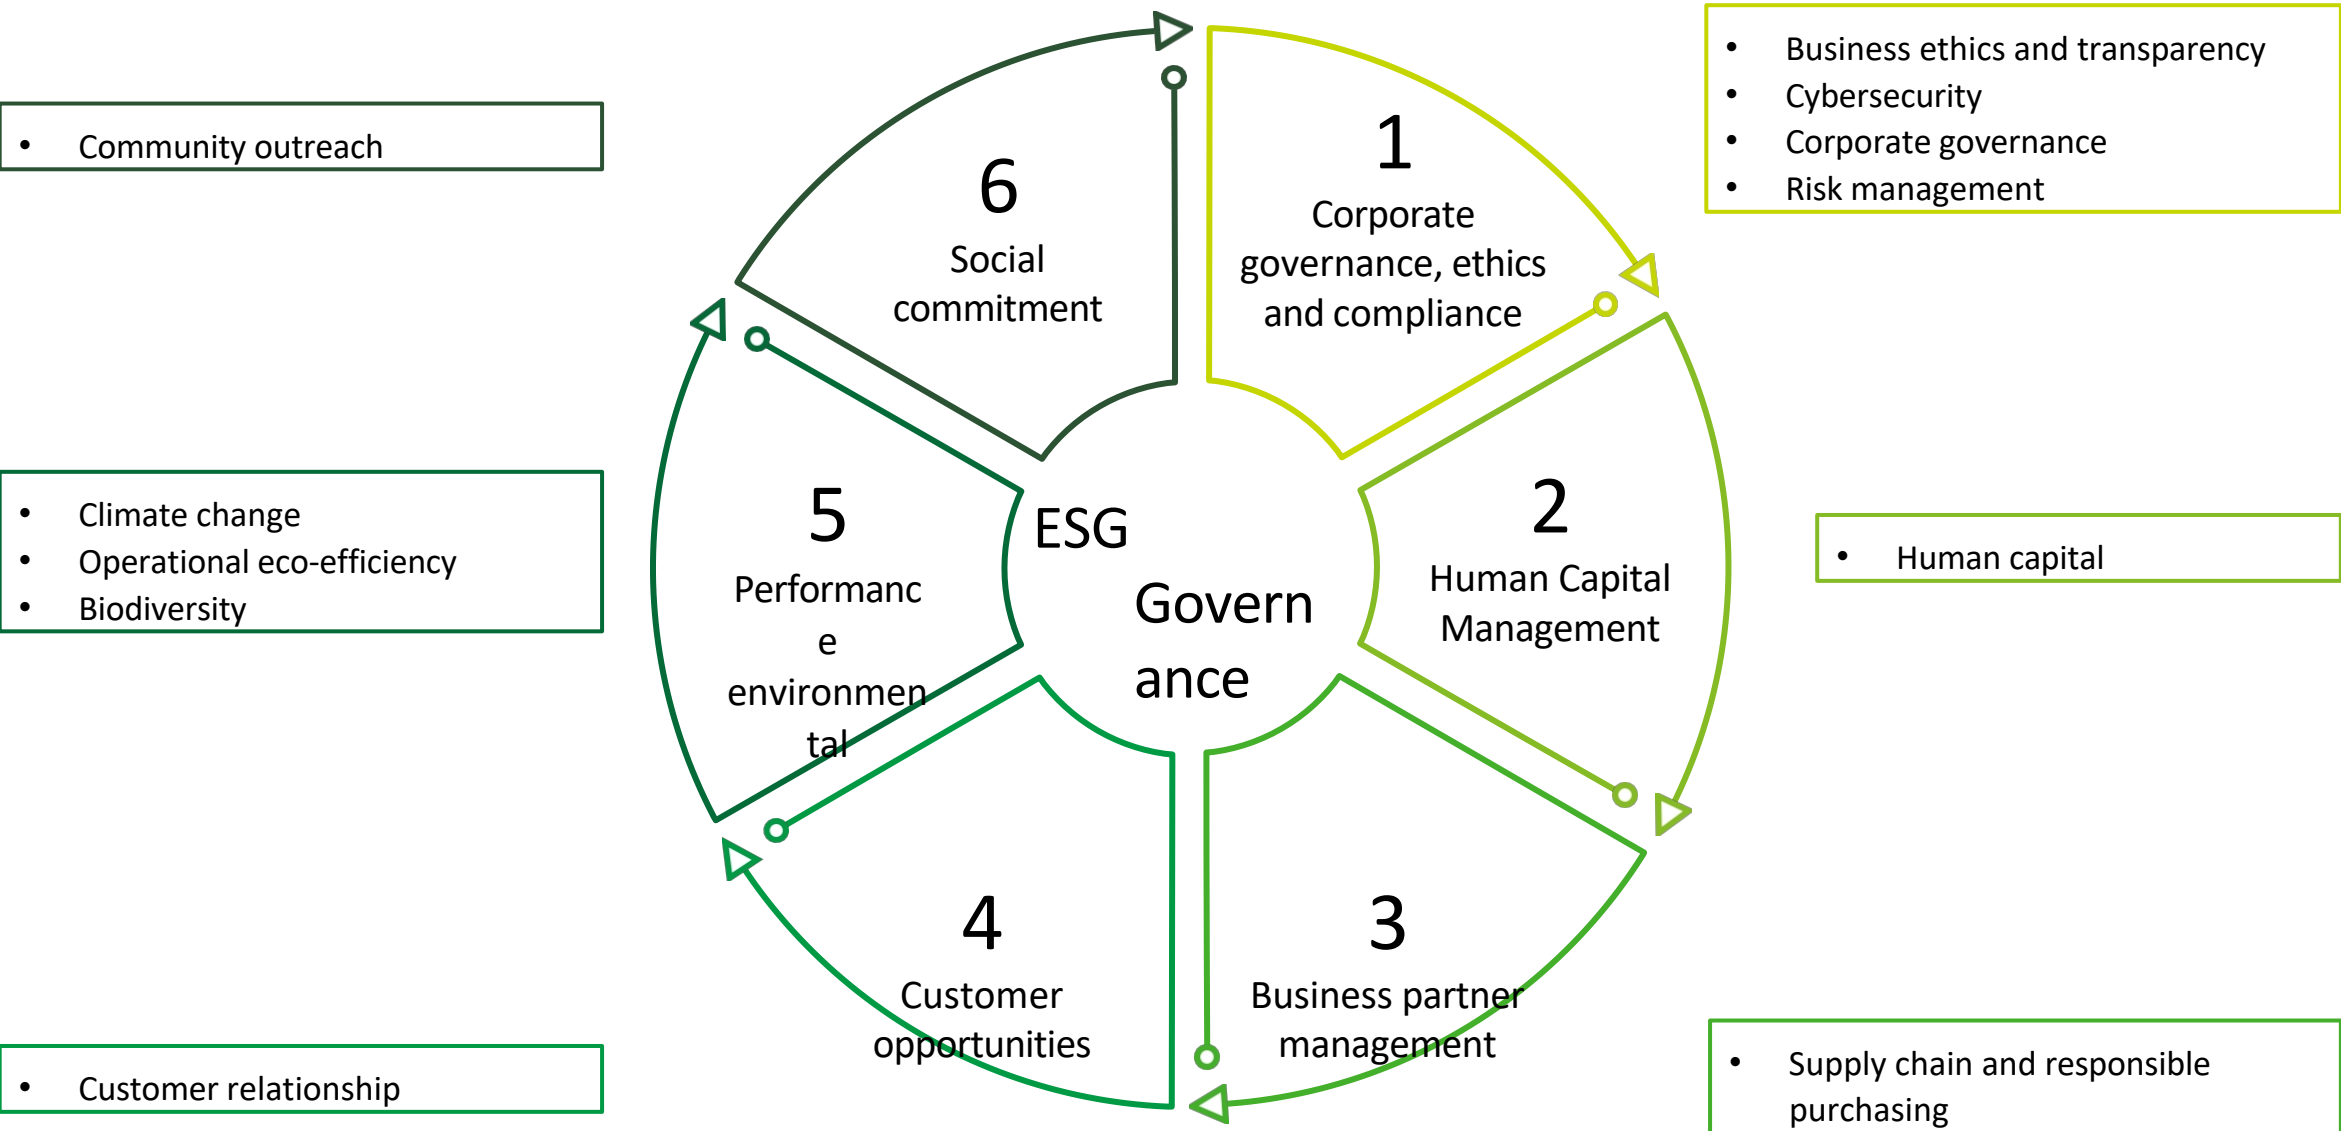 • Business ethics and transparency
• Cybersecurity
• Corporate governance
• Risk management
• Community outreach
1
Corporate
governance, ethics
and compliance
6
Social
commitment
• Climate change
• Operational eco-efficiency
• Biodiversity
5
Performanc
e
environmen
tal
ESG
Govern
ance
2
Human Capital
Management
• Human capital
4
Customer
opportunities
3
Business partner
management
• Customer relationship
• Supply chain and responsible
purchasing